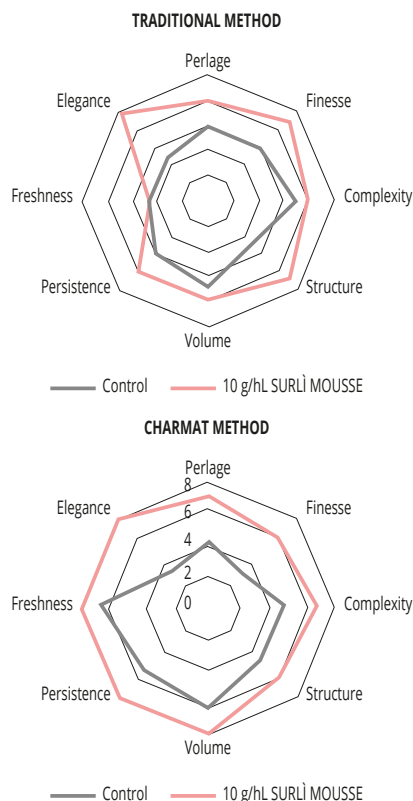 TRADITIONAL METHOD
Perlage
Elegance
Finesse
Freshness
Complexity
Persistence
Structure
Volume
Control
10 g/hL SURLÌ MOUSSE
CHARMAT METHOD
Perlage
8
Elegance
Finesse
6
4
2
Freshness
0
Complexity
Persistence
Structure
Volume
Control
10 g/hL SURLÌ MOUSSE